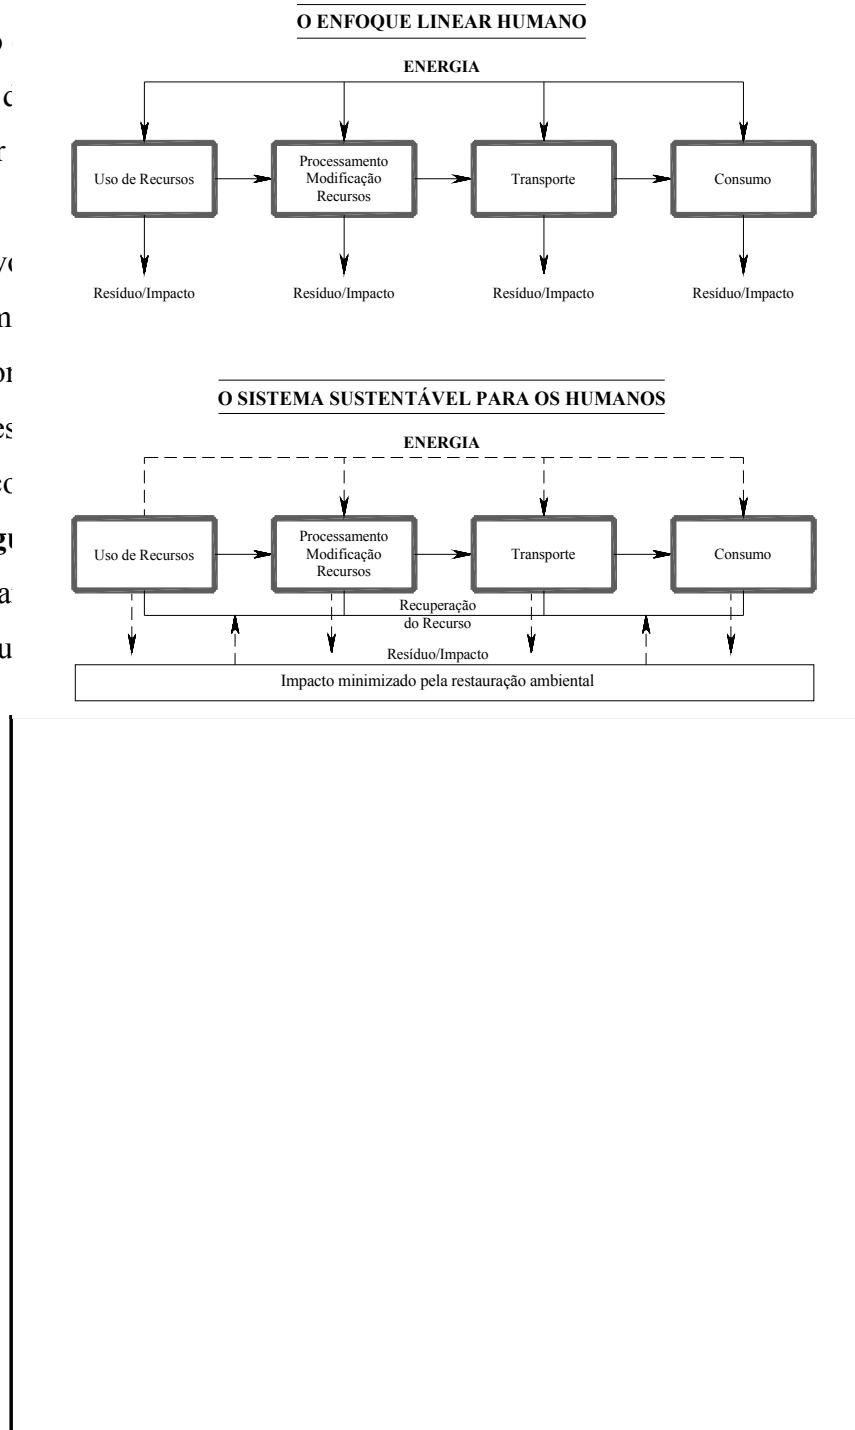 O ENFOQUE LINEAR HUMANO
ENERGIA
Uso de Recursos
Processamento
Modificação
Recursos
Transporte
Consumo
Resíduo/Impacto
Resíduo/Impacto
Resíduo/Impacto
Resíduo/Impacto
O SISTEMA SUSTENTÁVEL PARA OS HUMANOS
ENERGIA
Uso de Recursos
Processamento
Modificação
Recursos
Transporte
Consumo
Recuperação
do Recurso
Resíduo/Impacto
Impacto minimizado pela restauração ambiental